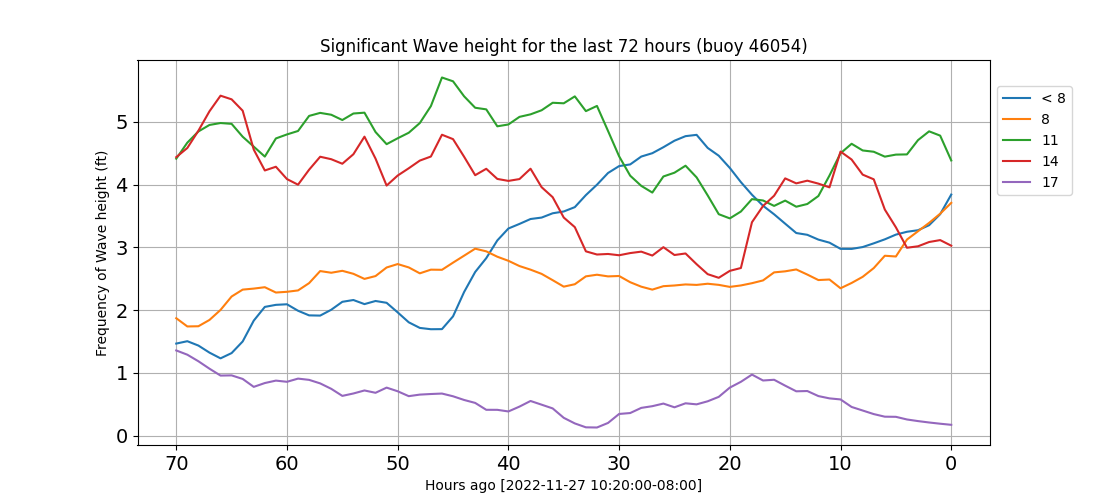 Significant Wave height for the last 72 hours (buoy 46054)
Frequency of Wave height (ft)
5
4
3
2
1
0
70 60 50 40 30 20 10 0
Hours ago [2022-11-27 10:20:00-08:00]
< 8
8
11
14
17